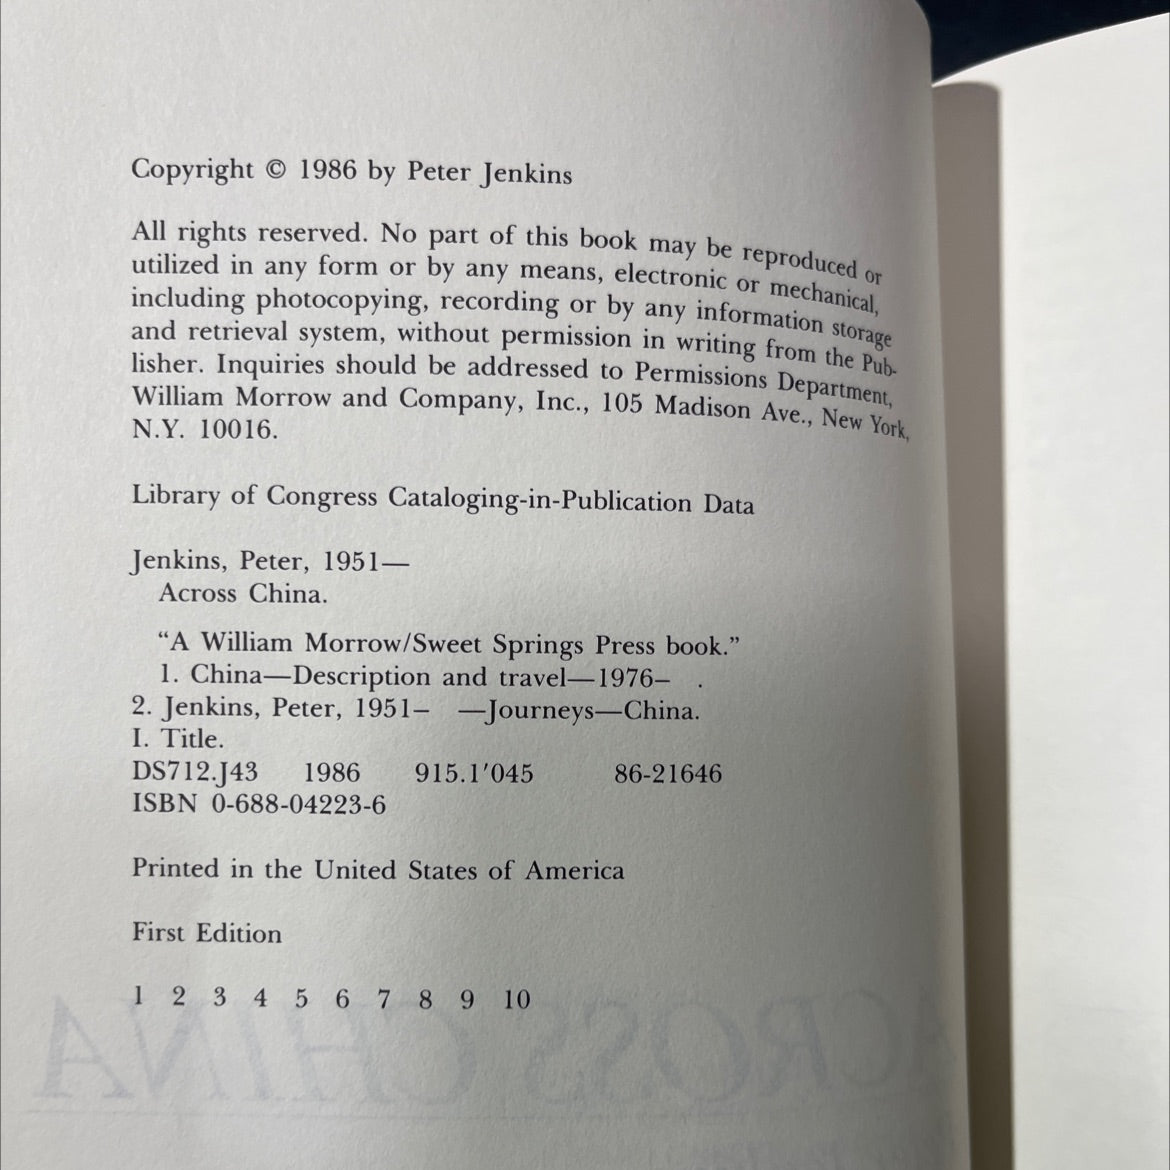 Copyright © 1986 by Peter Jenkins
All rights reserved. No part of this book may be reproduced or
utilized in any form or by any means, electronic or mechanical,
including photocopying, recording or by any information storage
and retrieval system, without permission in writing from the Pub-
lisher. Inquiries should be addressed to Permissions Department,
William Morrow and Company, Inc., 105 Madison Ave., New York,
N.Y. 10016.
Library of Congress Cataloging-in-Publication Data
Jenkins, Peter, 1951—
Across China.
“A William Morrow/Sweet Springs Press book.”
1. China—Description and travel—1976– .
2. Jenkins, Peter, 1951– —Journeys—China.
I. Title.
DS712.J43 1986 915.1′045 86-21646
ISBN 0-688-04223-6
Printed in the United States of America
First Edition
1 2 3 4 5 6 7 8 9 10
ACROSS CHINA